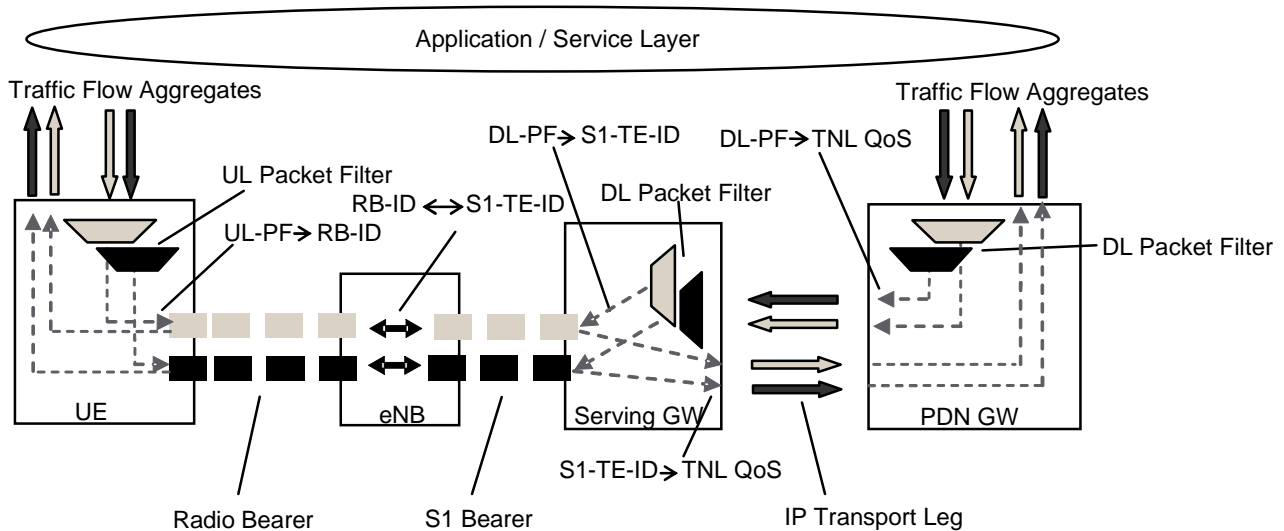 Application / Service Layer
Traffic Flow Aggregates
Traffic Flow Aggregates
DL-PF→S1-TE-ID
DL-PF→TNL QoS
UL Packet Filter
DL Packet Filter
RB-ID ↔ S1-TE-ID
UL-PF→RB-ID
DL Packet Filter
UE
eNB
Serving GW
PDN GW
S1-TE-ID→TNL QoS
Radio Bearer
S1 Bearer
IP Transport Leg